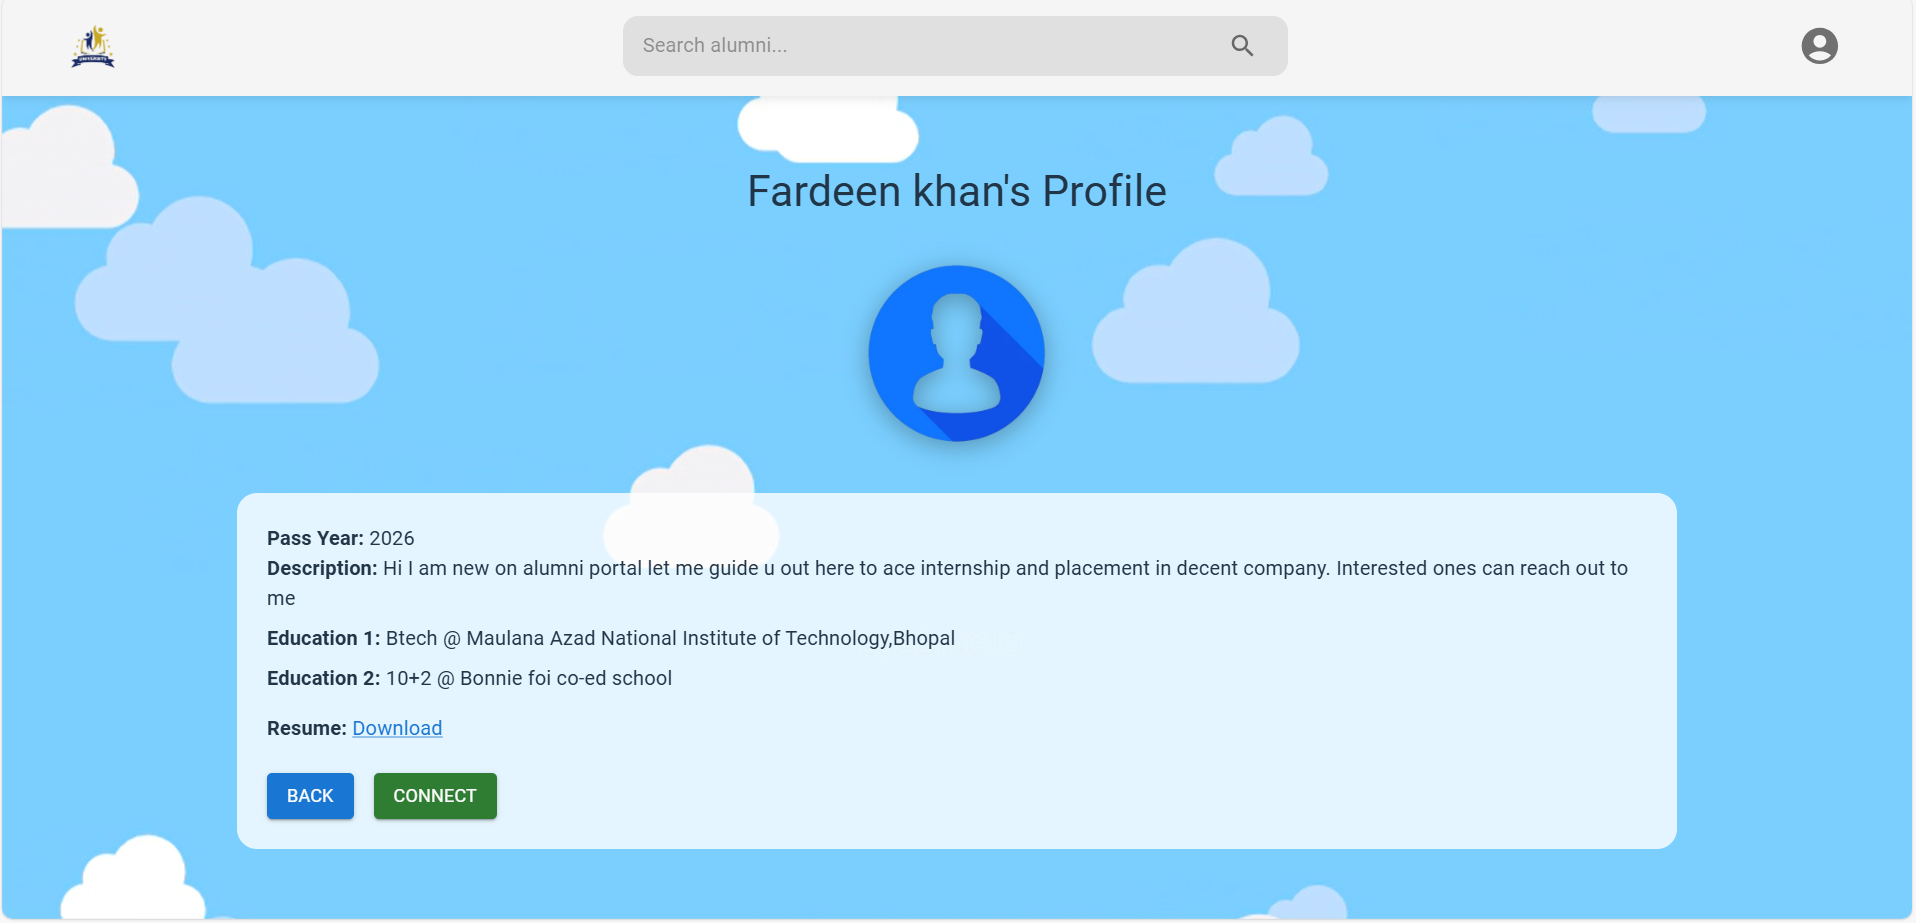 UNIVERSITY
Search alumni...
Fardeen khan's Profile
Pass Year: 2026
Description: Hi I am new on alumni portal let me guide u out here to ace internship and placement in decent company. Interested ones can reach out to
me
Education 1: Btech @ Maulana Azad National Institute of Technology,Bhopal
Education 2: 10+2 @ Bonnie foi co-ed school
Resume: Download
BACK CONNECT